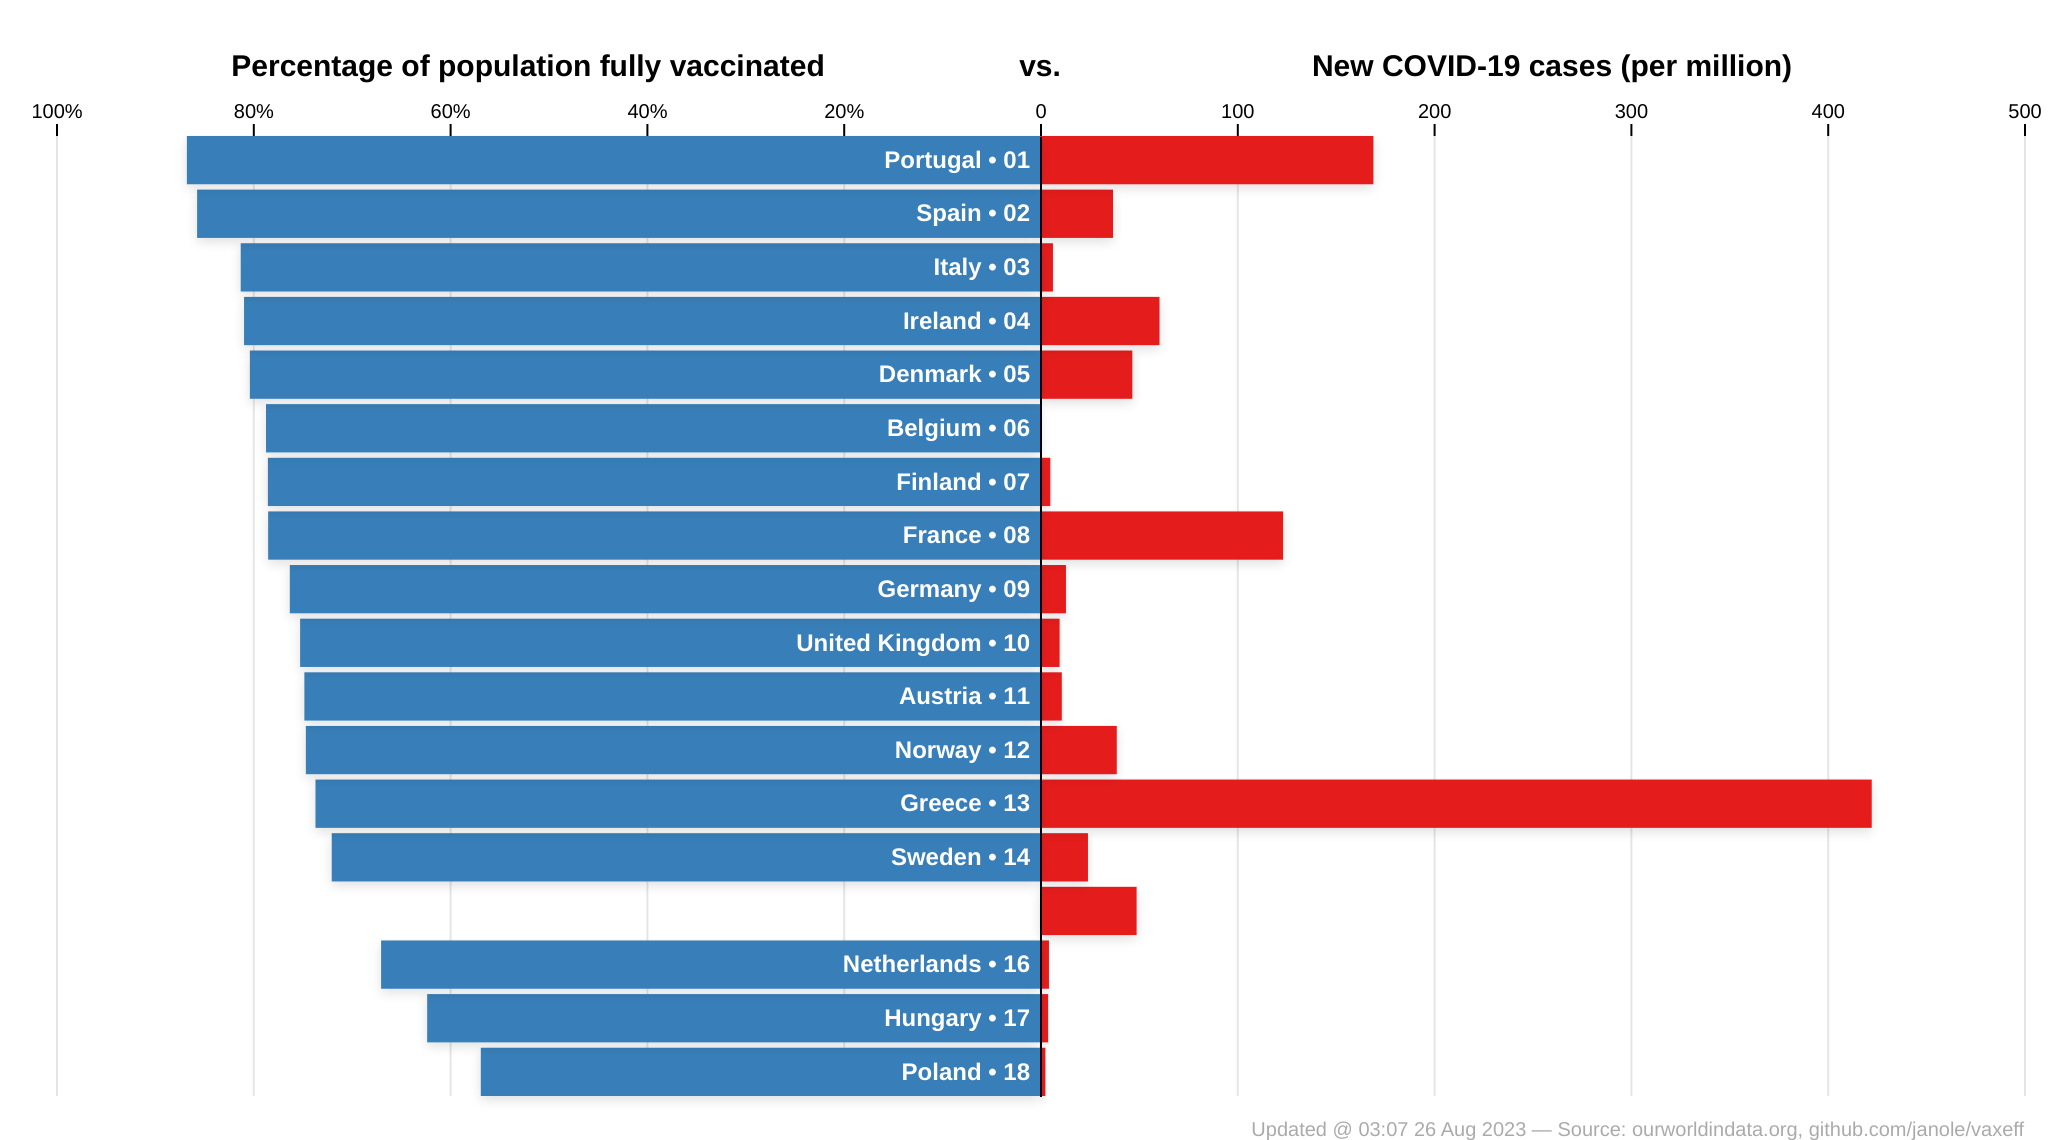 Percentage of population fully vaccinated vs. New COVID-19 cases (per million)
100% 80% 60% 40% 20% 0 100 200 300 400 500
Portugal • 01
Spain • 02
Italy • 03
Ireland • 04
Denmark • 05
Belgium • 06
Finland • 07
France • 08
Germany • 09
United Kingdom • 10
Austria • 11
Norway • 12
Greece • 13
Sweden • 14
Netherlands • 16
Hungary • 17
Poland • 18
Updated @ 03:07 26 Aug 2023 — Source: ourworldindata.org, github.com/janole/vaxeff